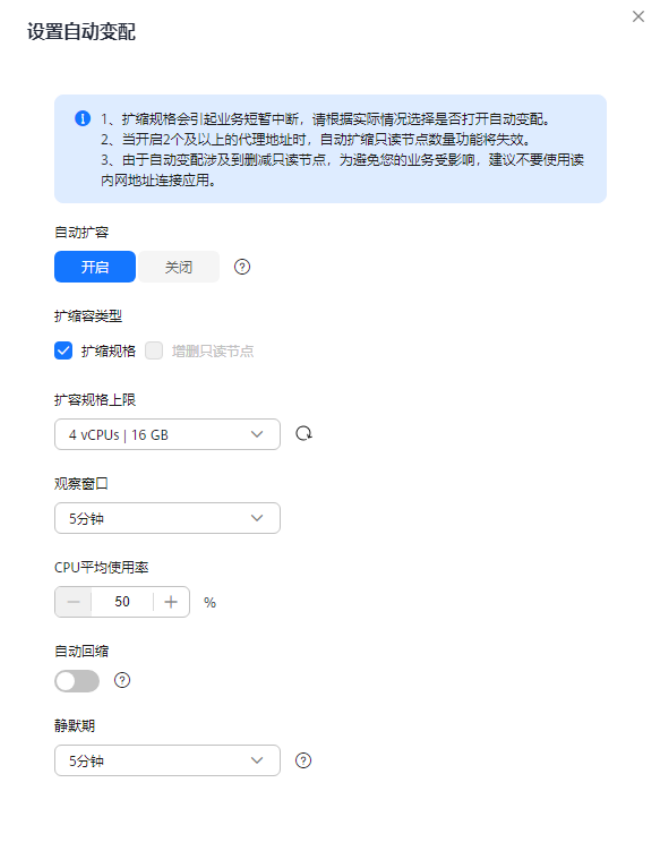 设置自动变配
1、扩缩规格会引起业务短暂中断，请根据实际情况选择是否打开自动变配。
2、当开启2个及以上的代理地址时，自动扩缩只读节点数量功能将失效。
3、由于自动变配涉及到删减只读节点，为避免您的业务受影响，建议不要使用读
内网地址连接应用。
自动扩容
开启 关闭
扩缩容类型
扩缩规格 增删只读节点
扩容规格上限
4 vCPUs | 16 GB
观察窗口
5分钟
CPU平均使用率
50 %
自动回缩
静默期
5分钟